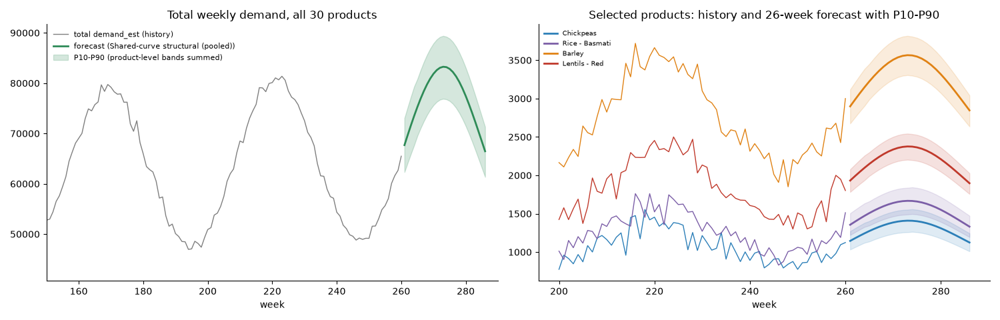 Total weekly demand, all 30 products
total demand_est (history)
forecast (Shared-curve structural (pooled))
P10-P90 (product-level bands summed)
90000
80000
70000
60000
50000
160 180 200 220 240 260 280
week
Selected products: history and 26-week forecast with P10-P90
Chickpeas
Rice - Basmati
Barley
Lentils - Red
3500
3000
2500
2000
1500
1000
200 220 240 260 280
week